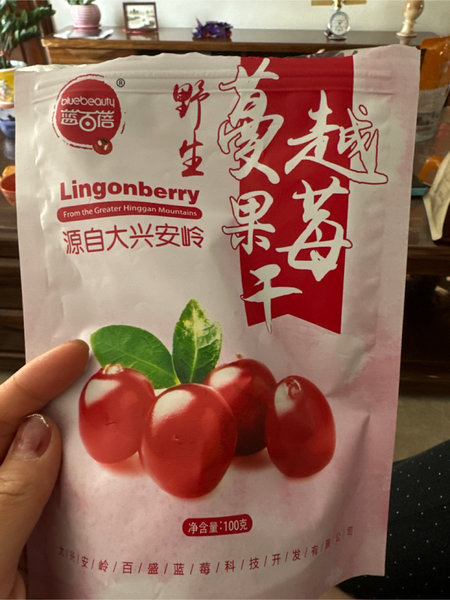 bluebeauty®
蓝百蓓
野生
蔓越莓
果干
Lingonberry
From the Greater Hinggan Mountains
源自大兴安岭
净含量:100克
大兴安岭百盛蓝莓科技开发有限公司